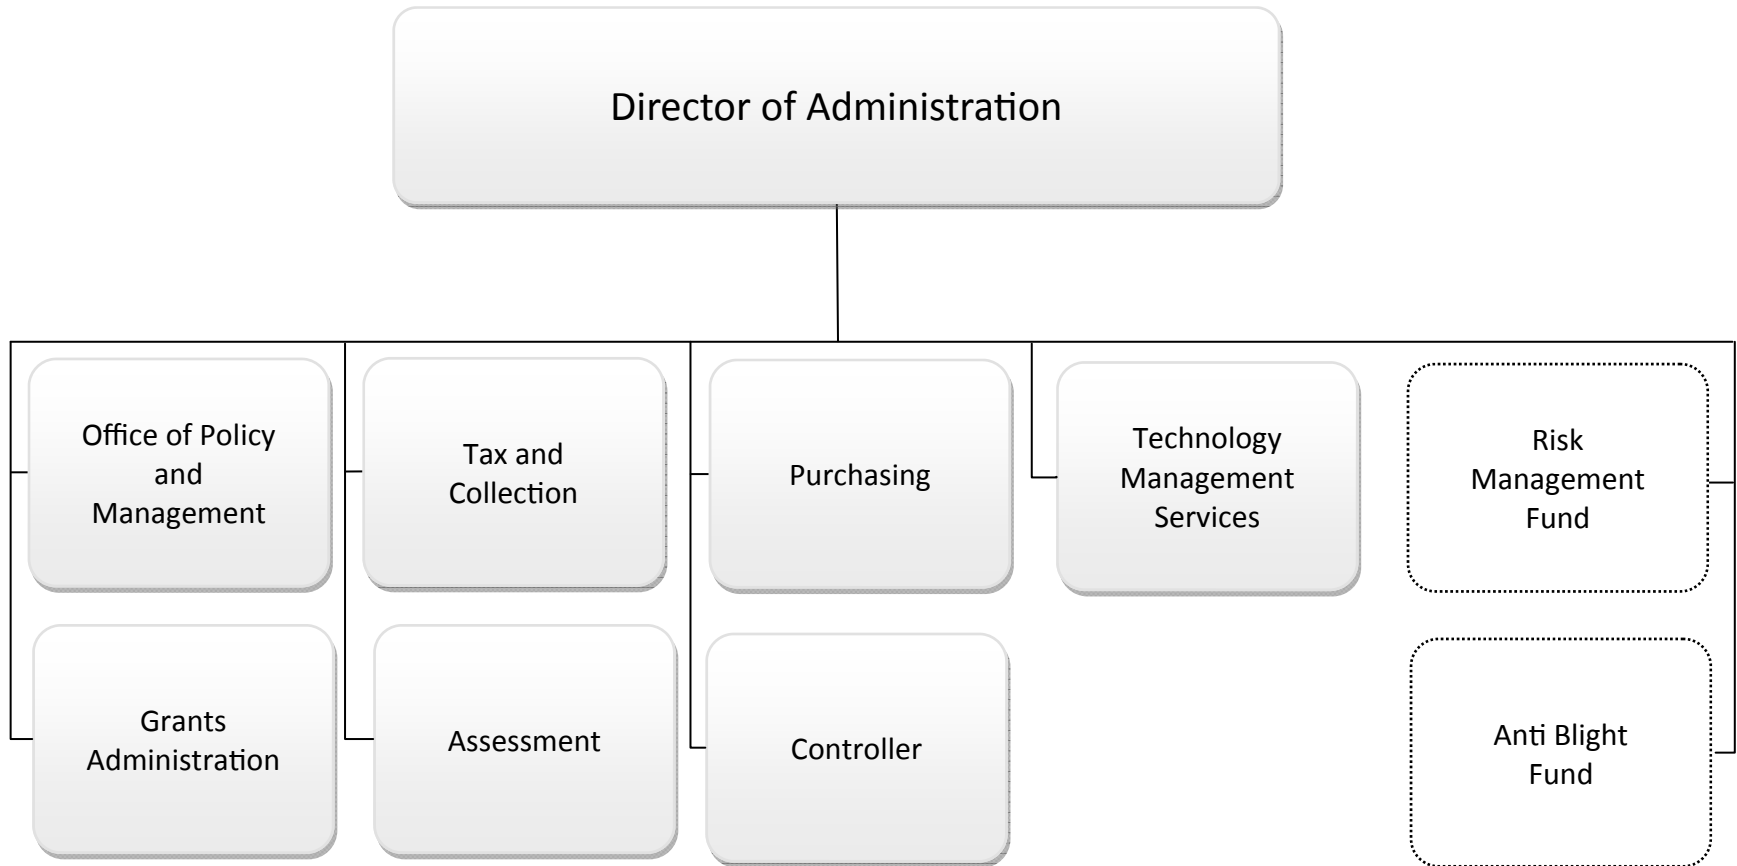 Director of Administration
Office of Policy
and
Management
Tax and
Collection
Purchasing
Technology
Management
Services
Risk
Management
Fund
Grants
Administration
Assessment
Controller
Anti Blight
Fund